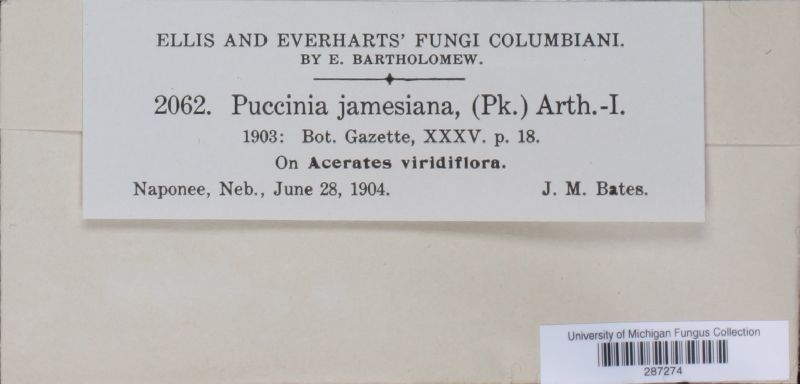 ELLIS AND EVERHARTS' FUNGI COLUMBIANI.
BY E. BARTHOLOMEW.
2062. Puccinia jamesiana, (Pk.) Arth.-I.
1903: Bot. Gazette, XXXV. p. 18.
On Acerates viridiflora.
Naponee, Neb., June 28, 1904. J. M. Bates.
University of Michigan Fungus Collection
287274